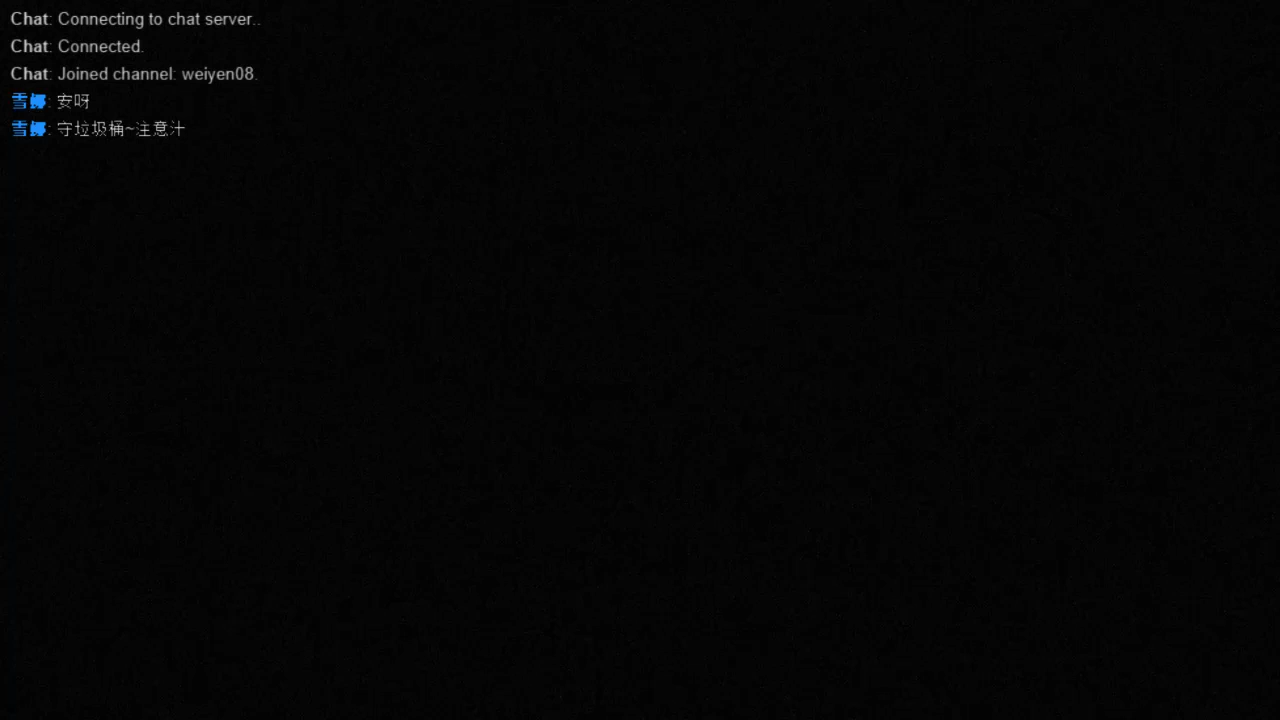 Chat: Connecting to chat server..
Chat: Connected.
Chat: Joined channel: weiyen08.
雪娜: 安呀
雪娜: 守垃圾桶~注意汁